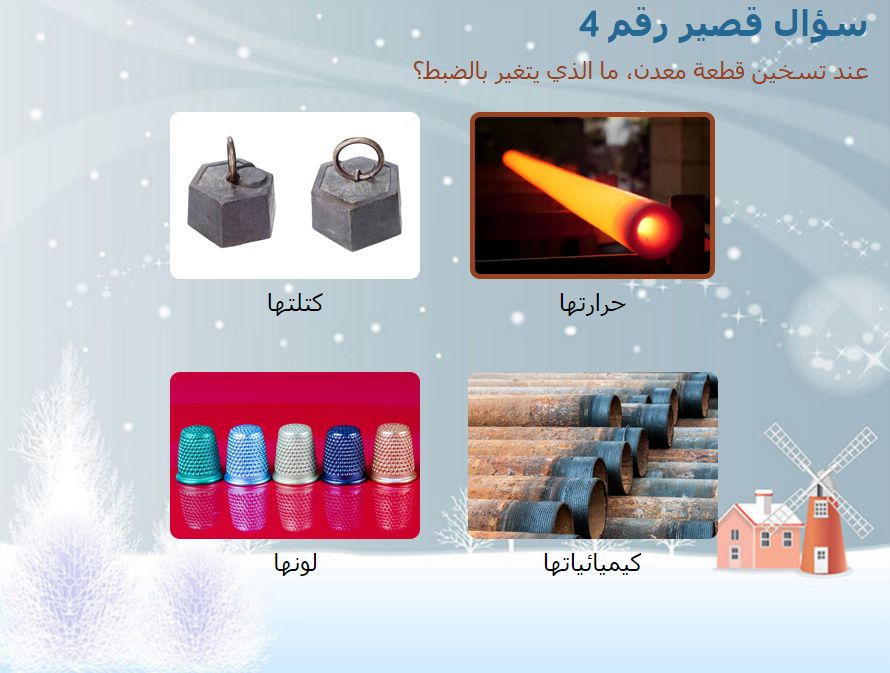 سؤال قصير رقم 4
عند تسخين قطعة معدن، ما الذي يتغير بالضبط؟
حرارتها
كتلتها
كيميائياتها
لونها